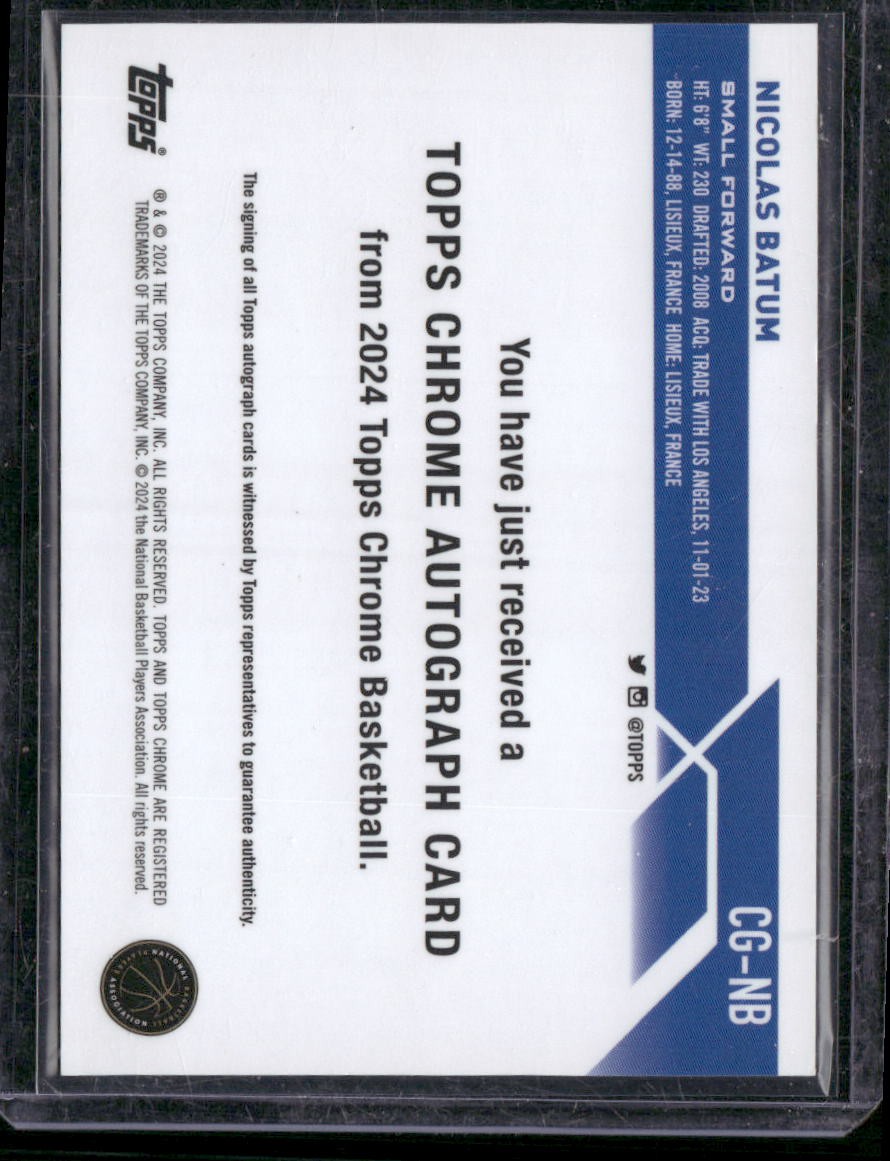 NICOLAS BATUM
SMALL FORWARD
HT: 6'8" WT: 230 DRAFTED: 2008 ACQ: TRADE WITH LOS ANGELES, 11-01-23
BORN: 12-14-88, LISIEUX, FRANCE HOME: LISIEUX, FRANCE
CG-NB
@TOPPS
You have just received a
TOPPS CHROME AUTOGRAPH CARD
from 2024 Topps Chrome Basketball.
The signing of all Topps autograph cards is witnessed by Topps representatives to guarantee authenticity.
topps®
® & © 2024 THE TOPPS COMPANY, INC. ALL RIGHTS RESERVED. TOPPS AND TOPPS CHROME ARE REGISTERED
TRADEMARKS OF THE TOPPS COMPANY, INC. © 2024 the National Basketball Players Association. All rights reserved.
NATIONAL BASKETBALL
ASSOCIATION